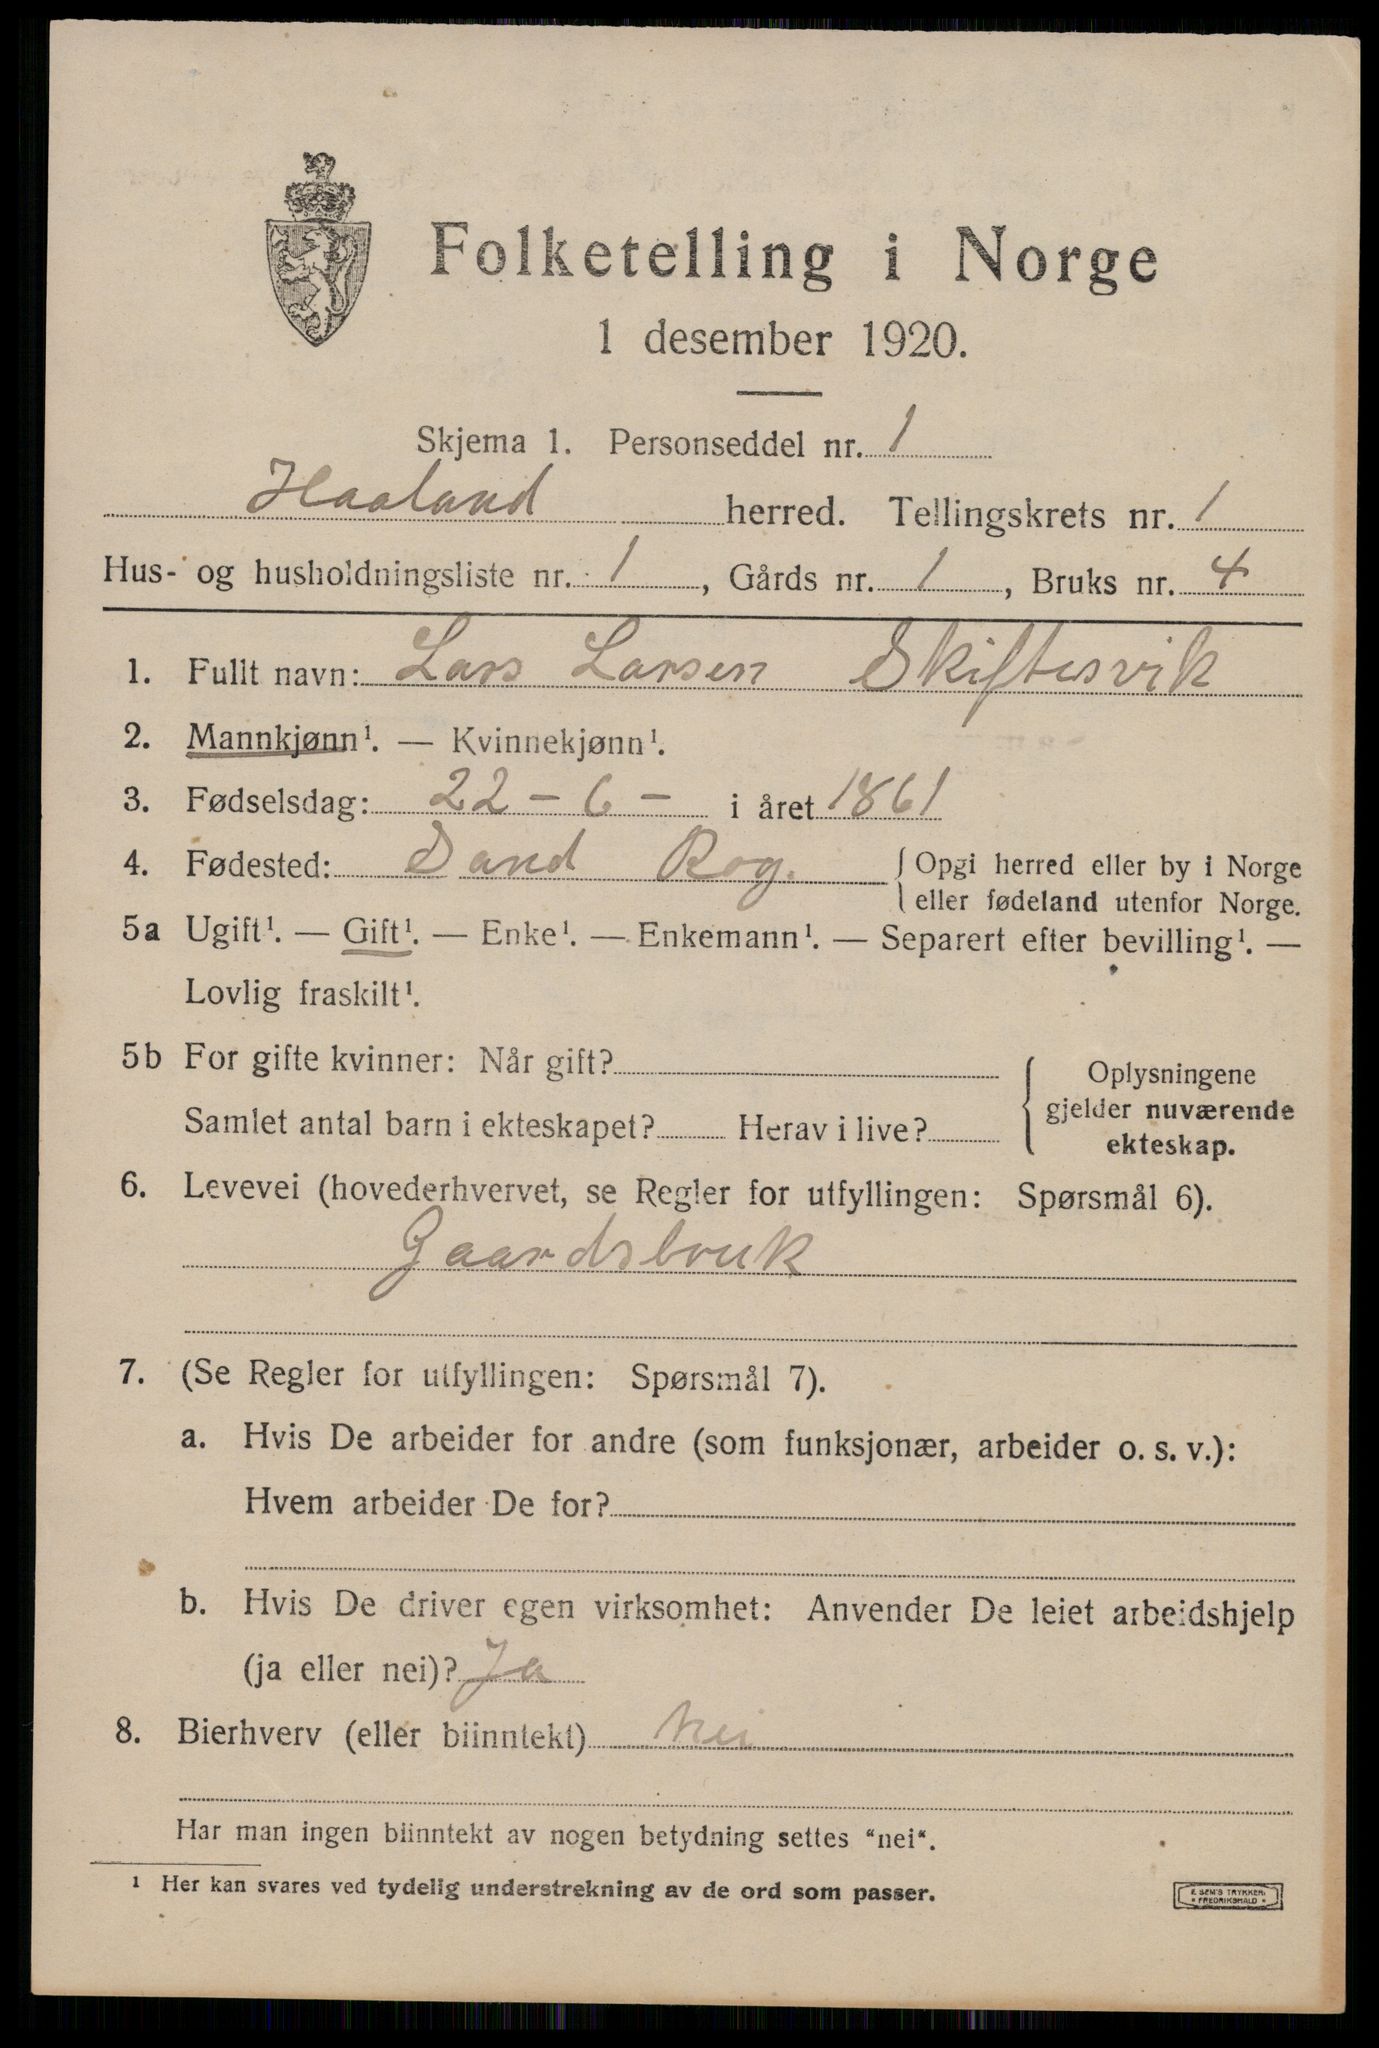 Folketelling i Norge
1 desember 1920.
Skjema 1. Personseddel nr. 1
Haaland herred. Tellingskrets nr. 1
Hus- og husholdningsliste nr. 1, Gårds nr. 1, Bruks nr. 4
1. Fullt navn: Lars Larsen Skiftesvik
2. Mannkjønn¹. — Kvinnekjønn¹.
3. Fødselsdag: 22 - 6 - i året 1861
4. Fødested: Sand Rog. { Opgi herred eller by i Norge
eller fødeland utenfor Norge.
5a Ugift¹. — Gift¹. — Enke¹. — Enkemann¹. — Separert efter bevilling¹. —
Lovlig fraskilt¹.
5b For gifte kvinner: Når gift?
Samlet antal barn i ekteskapet? Herav i live?
{ Oplysningene
gjelder nuværende
ekteskap.
6. Levevei (hovederhvervet, se Regler for utfyllingen: Spørsmål 6).
Gaardsbruk
7. (Se Regler for utfyllingen: Spørsmål 7).
a. Hvis De arbeider for andre (som funksjonær, arbeider o. s. v.):
Hvem arbeider De for?
b. Hvis De driver egen virksomhet: Anvender De leiet arbeidshjelp
(ja eller nei)? Ja
8. Bierhverv (eller biinntekt) Nei
Har man ingen biinntekt av nogen betydning settes "nei".
¹ Her kan svares ved tydelig understrekning av de ord som passer.
E. SEM'S TRYKKERI
* FREDRIKSHALD *